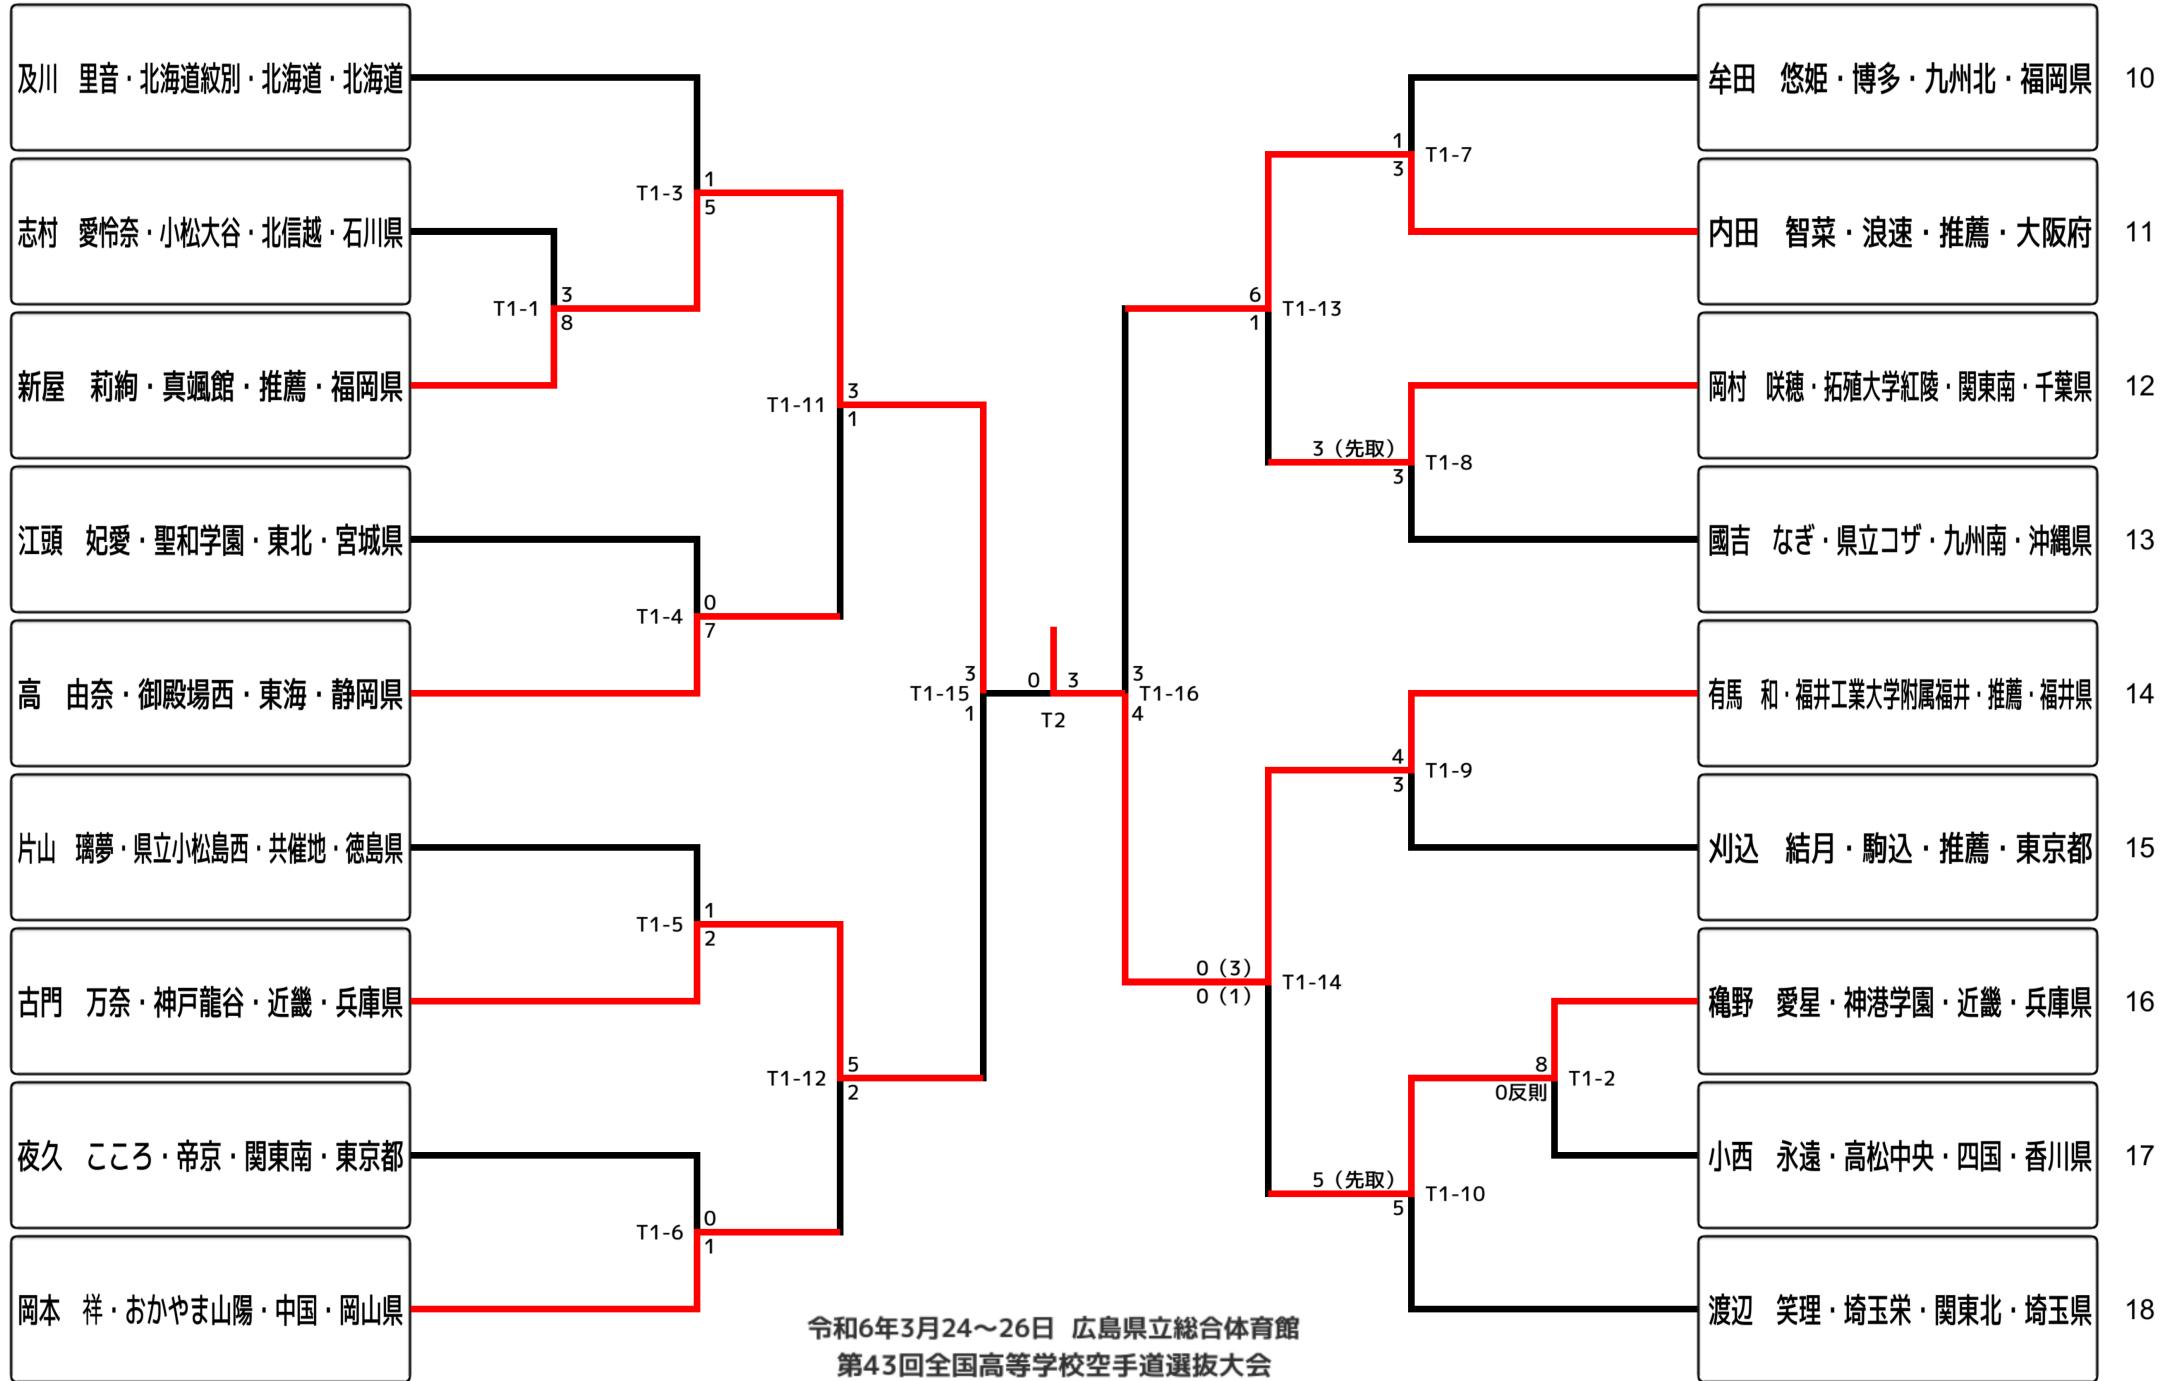 及川 里音・北海道紋別・北海道・北海道
志村 愛怜奈・小松大谷・北信越・石川県
新屋 莉絢・真颯館・推薦・福岡県
江頭 妃愛・聖和学園・東北・宮城県
高 由奈・御殿場西・東海・静岡県
片山 璃夢・県立小松島西・共催地・徳島県
古門 万奈・神戸龍谷・近畿・兵庫県
夜久 こころ・帝京・関東南・東京都
岡本 祥・おかやま山陽・中国・岡山県
T1-1
3
8
T1-3
1
5
T1-4
0
7
T1-5
1
2
T1-6
0
1
T1-11
3
1
T1-12
5
2
T1-15
3
1
0
3
T2
3
T1-16
4
6
T1-13
1
0（3）
T1-14
0（1）
1
T1-7
3
3（先取）
T1-8
3
4
T1-9
3
5（先取）
T1-10
5
8
T1-2
0反則
牟田 悠姫・博多・九州北・福岡県 10
内田 智菜・浪速・推薦・大阪府 11
岡村 咲穂・拓殖大学紅陵・関東南・千葉県 12
國吉 なぎ・県立コザ・九州南・沖縄県 13
有馬 和・福井工業大学附属福井・推薦・福井県 14
刈込 結月・駒込・推薦・東京都 15
穐野 愛星・神港学園・近畿・兵庫県 16
小西 永遠・高松中央・四国・香川県 17
渡辺 笑理・埼玉栄・関東北・埼玉県 18
令和6年3月24～26日 広島県立総合体育館
第43回全国高等学校空手道選抜大会